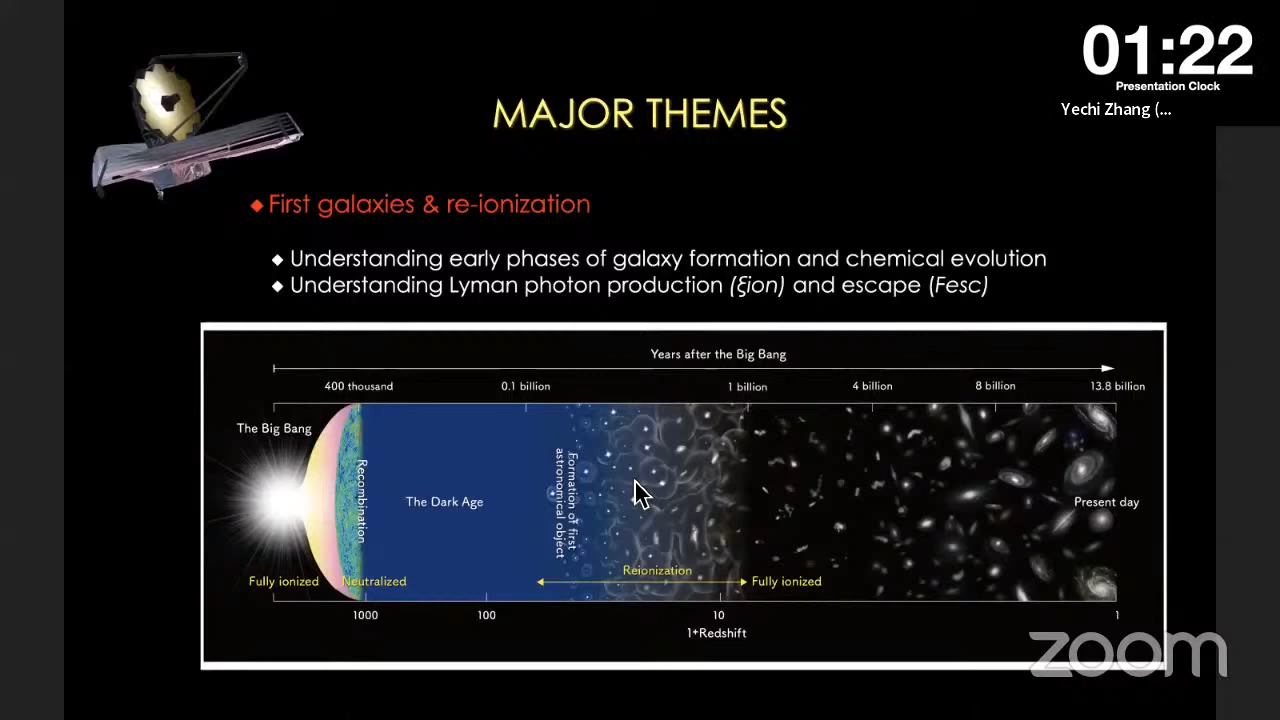 01:22
Presentation Clock
Yechi Zhang (...
MAJOR THEMES
◆First galaxies & re-ionization
◆ Understanding early phases of galaxy formation and chemical evolution
◆ Understanding Lyman photon production (ξion) and escape (Fesc)
Years after the Big Bang
400 thousand 0.1 billion 1 billion 4 billion 8 billion 13.8 billion
The Big Bang
Recombination
The Dark Age
Formation of first
astronomical object
Present day
Reionization
Fully ionized Neutralized Fully ionized
1000 100 10 1
1+Redshift
zoom